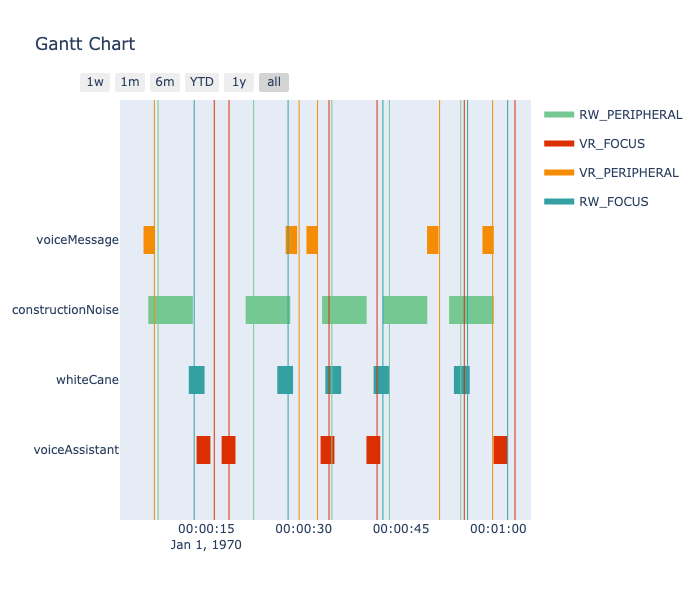 Gantt Chart
1w
1m
6m
YTD
1y
all
RW_PERIPHERAL
VR_FOCUS
VR_PERIPHERAL
RW_FOCUS
voiceMessage
constructionNoise
whiteCane
voiceAssistant
00:00:15
Jan 1, 1970
00:00:30
00:00:45
00:01:00